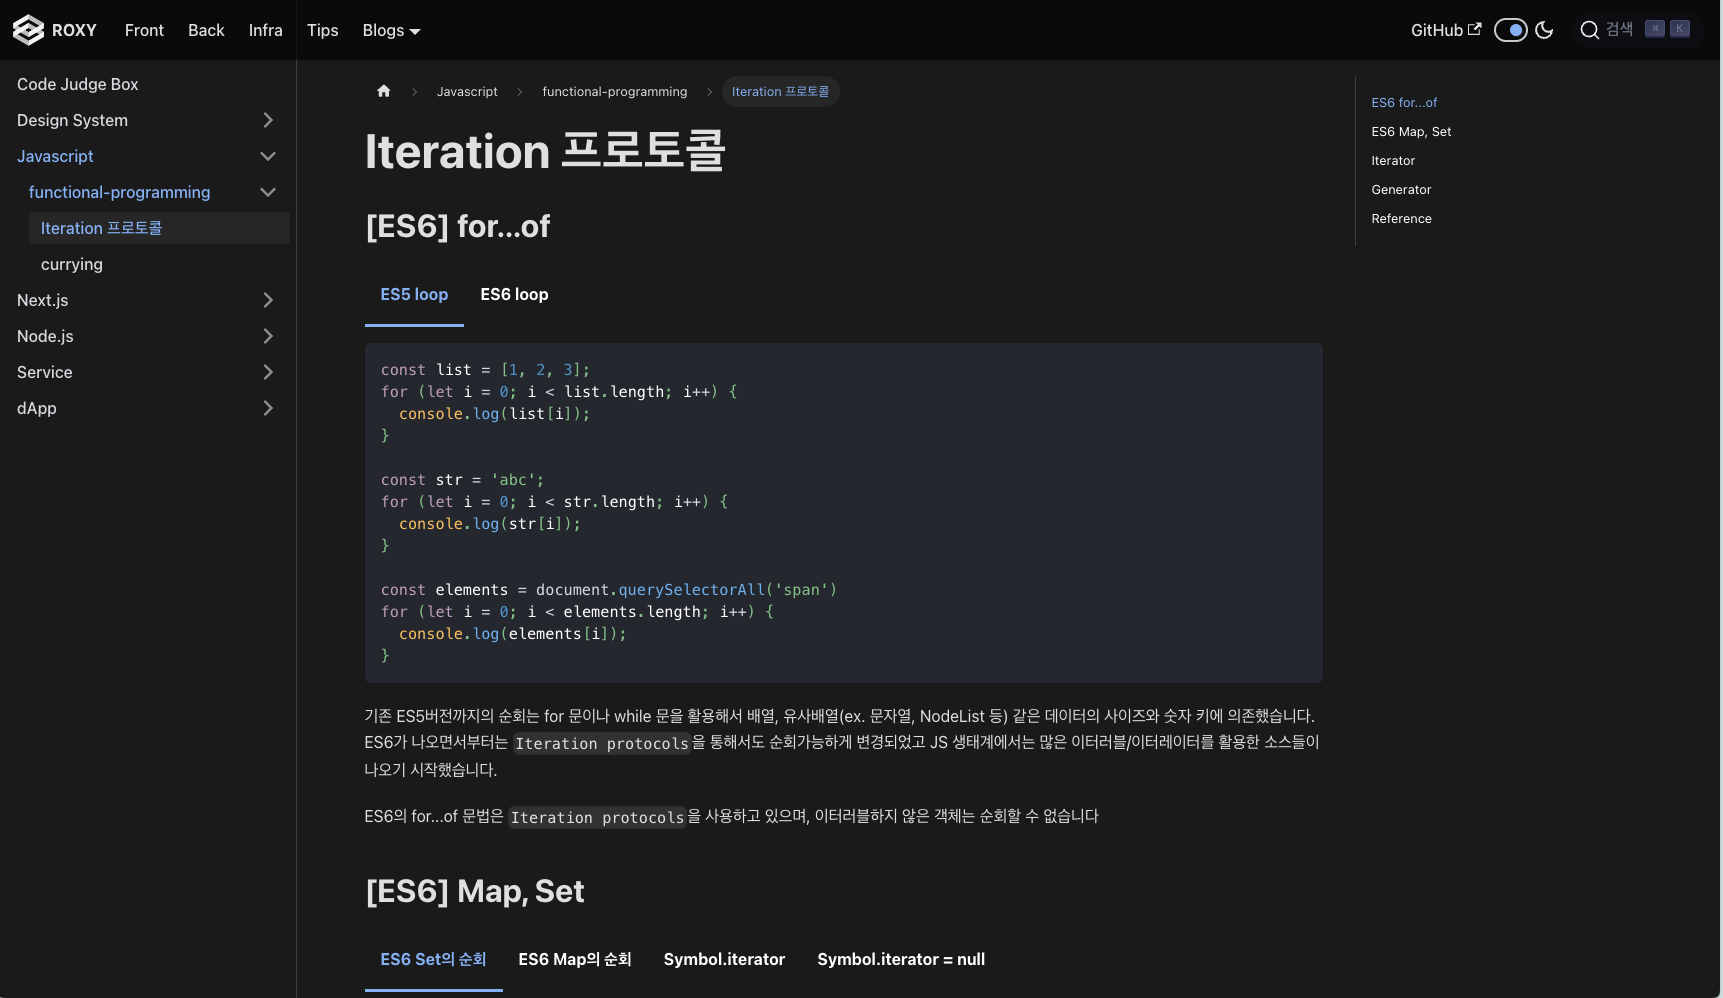 ROXY Front Back Infra Tips Blogs GitHub 검색 ⌘ K
Code Judge Box
Design System
Javascript
functional-programming
Iteration 프로토콜
currying
Next.js
Node.js
Service
dApp
Javascript functional-programming Iteration 프로토콜
Iteration 프로토콜
[ES6] for...of
ES5 loop ES6 loop
const list = [1, 2, 3];
for (let i = 0; i < list.length; i++) {
  console.log(list[i]);
}
const str = 'abc';
for (let i = 0; i < str.length; i++) {
  console.log(str[i]);
}
const elements = document.querySelectorAll('span')
for (let i = 0; i < elements.length; i++) {
  console.log(elements[i]);
}
기존 ES5버전까지의 순회는 for 문이나 while 문을 활용해서 배열, 유사배열(ex. 문자열, NodeList 등) 같은 데이터의 사이즈와 숫자 키에 의존했습니다.
ES6가 나오면서부터는 Iteration protocols을 통해서도 순회가능하게 변경되었고 JS 생태계에서는 많은 이터러블/이터레이터를 활용한 소스들이
나오기 시작했습니다.
ES6의 for...of 문법은 Iteration protocols을 사용하고 있으며, 이터러블하지 않은 객체는 순회할 수 없습니다
[ES6] Map, Set
ES6 Set의 순회 ES6 Map의 순회 Symbol.iterator Symbol.iterator = null
ES6 for...of
ES6 Map, Set
Iterator
Generator
Reference